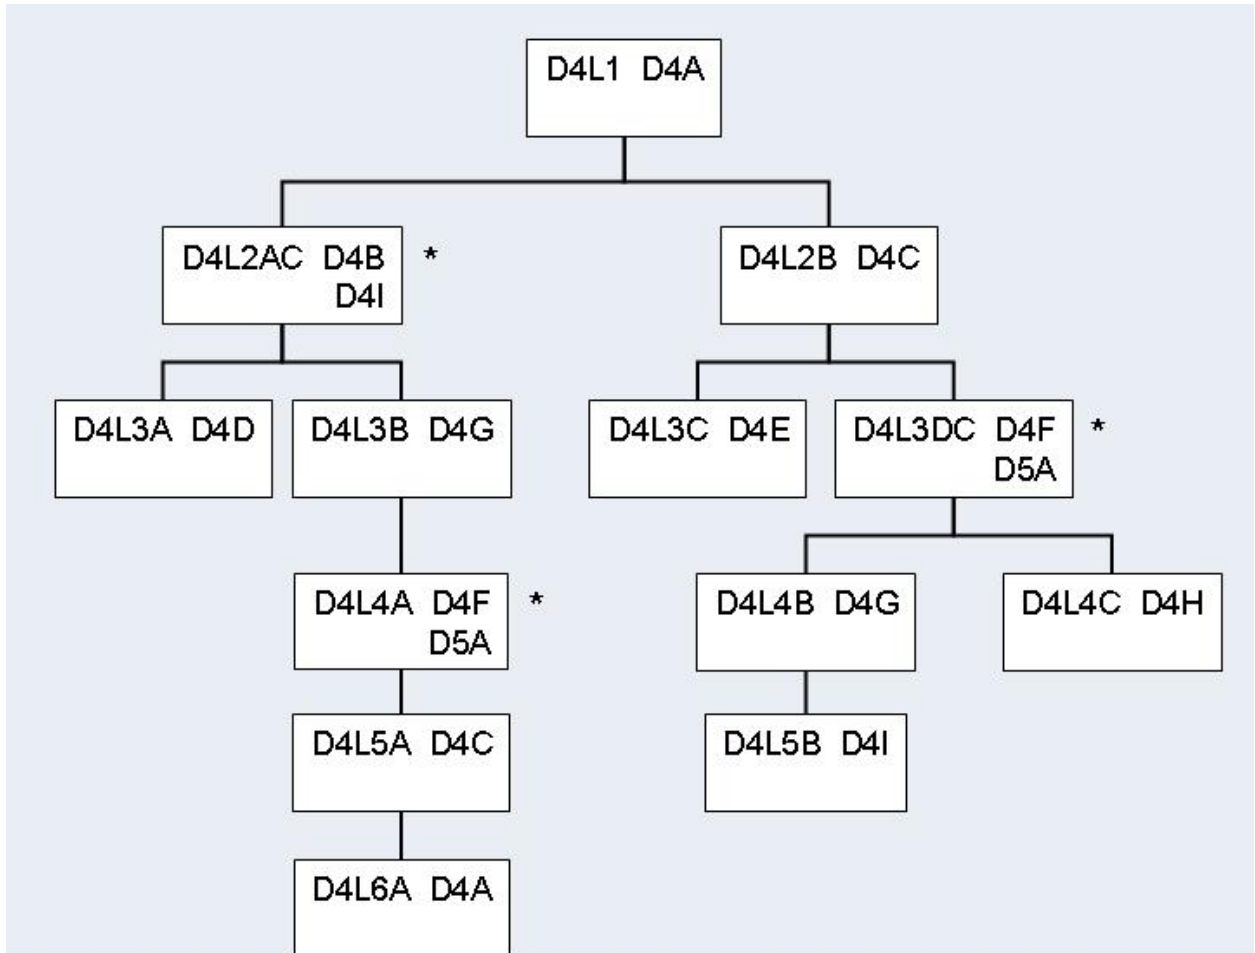 D4L1 D4A
D4L2AC D4B *
D4I
D4L2B D4C
D4L3A D4D
D4L3B D4G
D4L3C D4E
D4L3DC D4F *
D5A
D4L4A D4F *
D5A
D4L4B D4G
D4L4C D4H
D4L5A D4C
D4L5B D4I
D4L6A D4A